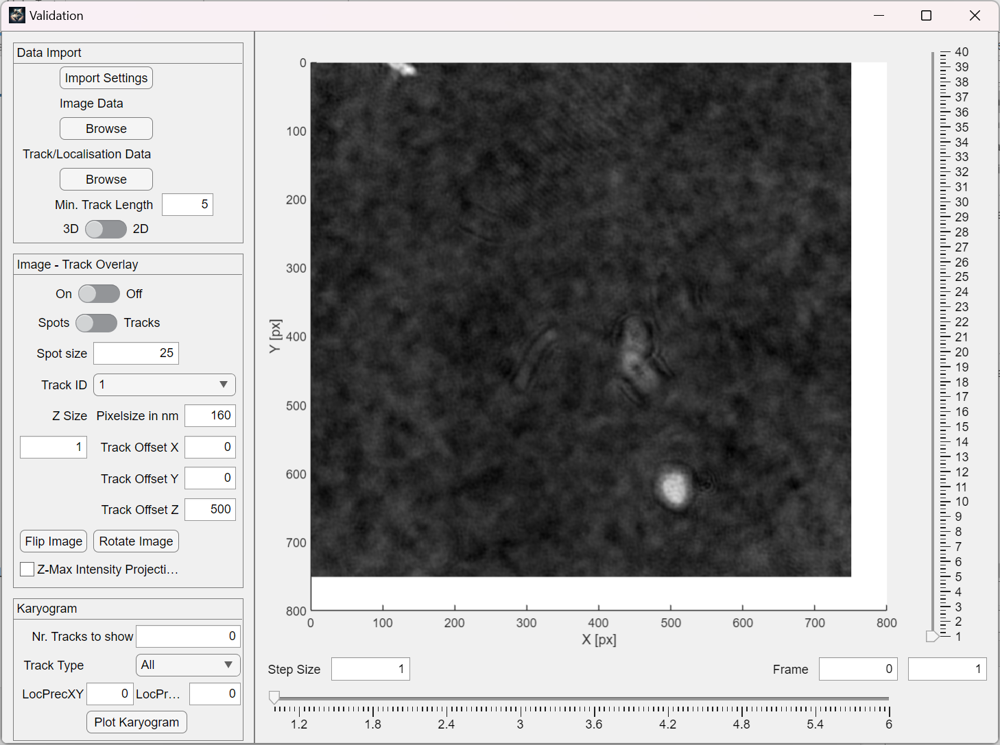 Validation
Data Import
Import Settings
Image Data
Browse
Track/Localisation Data
Browse
Min. Track Length 5
3D 2D
Image - Track Overlay
On Off
Spots Tracks
Spot size 25
Track ID 1
Z Size Pixelsize in nm 160
1 Track Offset X 0
Track Offset Y 0
Track Offset Z 500
Flip Image Rotate Image
Z-Max Intensity Projecti...
Karyogram
Nr. Tracks to show 0
Track Type All
LocPrecXY 0 LocPr... 0
Plot Karyogram
0
100
200
300
400
500
600
700
800
Y [px]
0 100 200 300 400 500 600 700 800
X [px]
40
39
38
37
36
35
34
33
32
31
30
29
28
27
26
25
24
23
22
21
20
19
18
17
16
15
14
13
12
11
10
9
8
7
6
5
4
3
2
1
Step Size 1 Frame 0 1
1.2 1.8 2.4 3 3.6 4.2 4.8 5.4 6